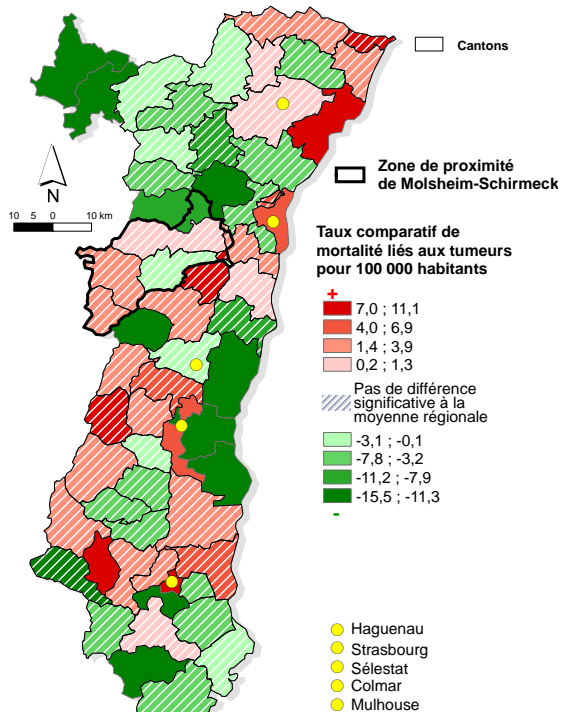 Cantons
Zone de proximité
de Molsheim-Schirmeck
N
10 5 0 10 km
Taux comparatif de
mortalité liés aux tumeurs
pour 100 000 habitants
+
7,0 ; 11,1
4,0 ; 6,9
1,4 ; 3,9
0,2 ; 1,3
Pas de différence
significative à la
moyenne régionale
-3,1 ; -0,1
-7,8 ; -3,2
-11,2 ; -7,9
-15,5 ; -11,3
-
Haguenau
Strasbourg
Sélestat
Colmar
Mulhouse